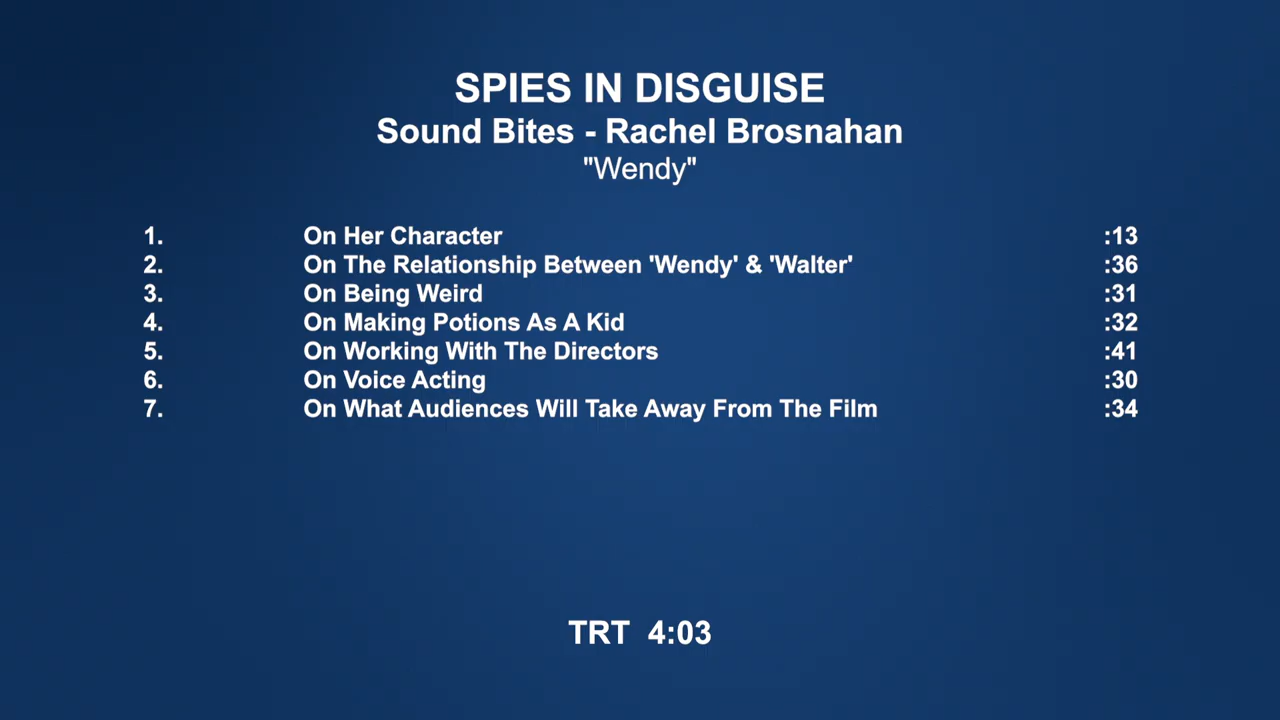 SPIES IN DISGUISE
Sound Bites - Rachel Brosnahan
"Wendy"
1. On Her Character :13
2. On The Relationship Between 'Wendy' & 'Walter' :36
3. On Being Weird :31
4. On Making Potions As A Kid :32
5. On Working With The Directors :41
6. On Voice Acting :30
7. On What Audiences Will Take Away From The Film :34
TRT 4:03